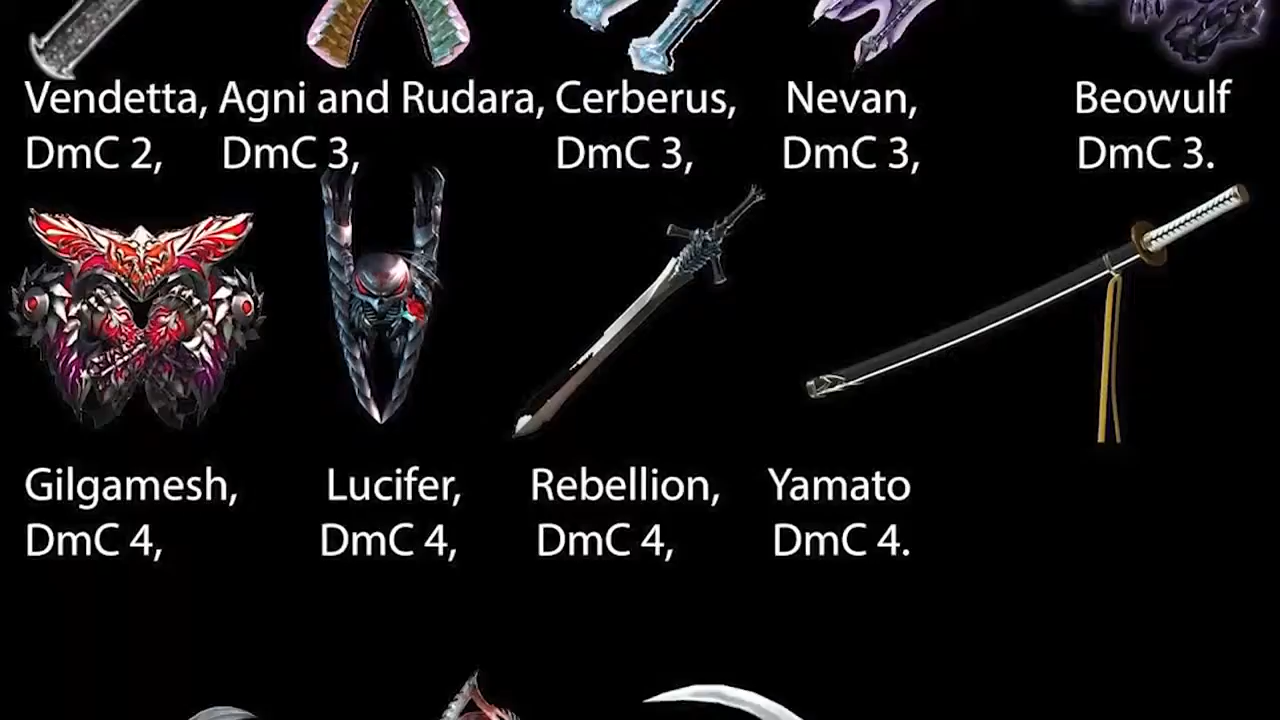 Vendetta, Agni and Rudara, Cerberus, Nevan, Beowulf
DmC 2, DmC 3, DmC 3, DmC 3, DmC 3.
Gilgamesh, Lucifer, Rebellion, Yamato
DmC 4, DmC 4, DmC 4, DmC 4.